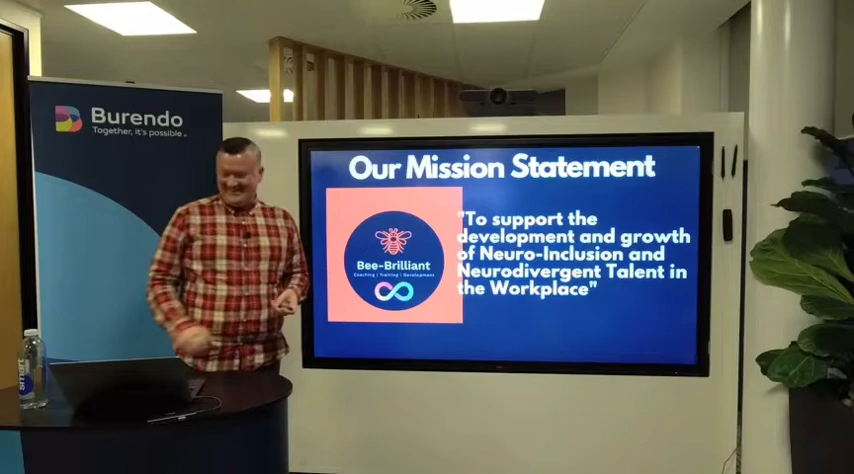 Burendo
Together, it's possible.
Our Mission Statement
"To support the
development and growth
of Neuro-Inclusion and
Neurodivergent Talent in
the Workplace"
Bee-Brilliant
Coaching | Training | Development
smart